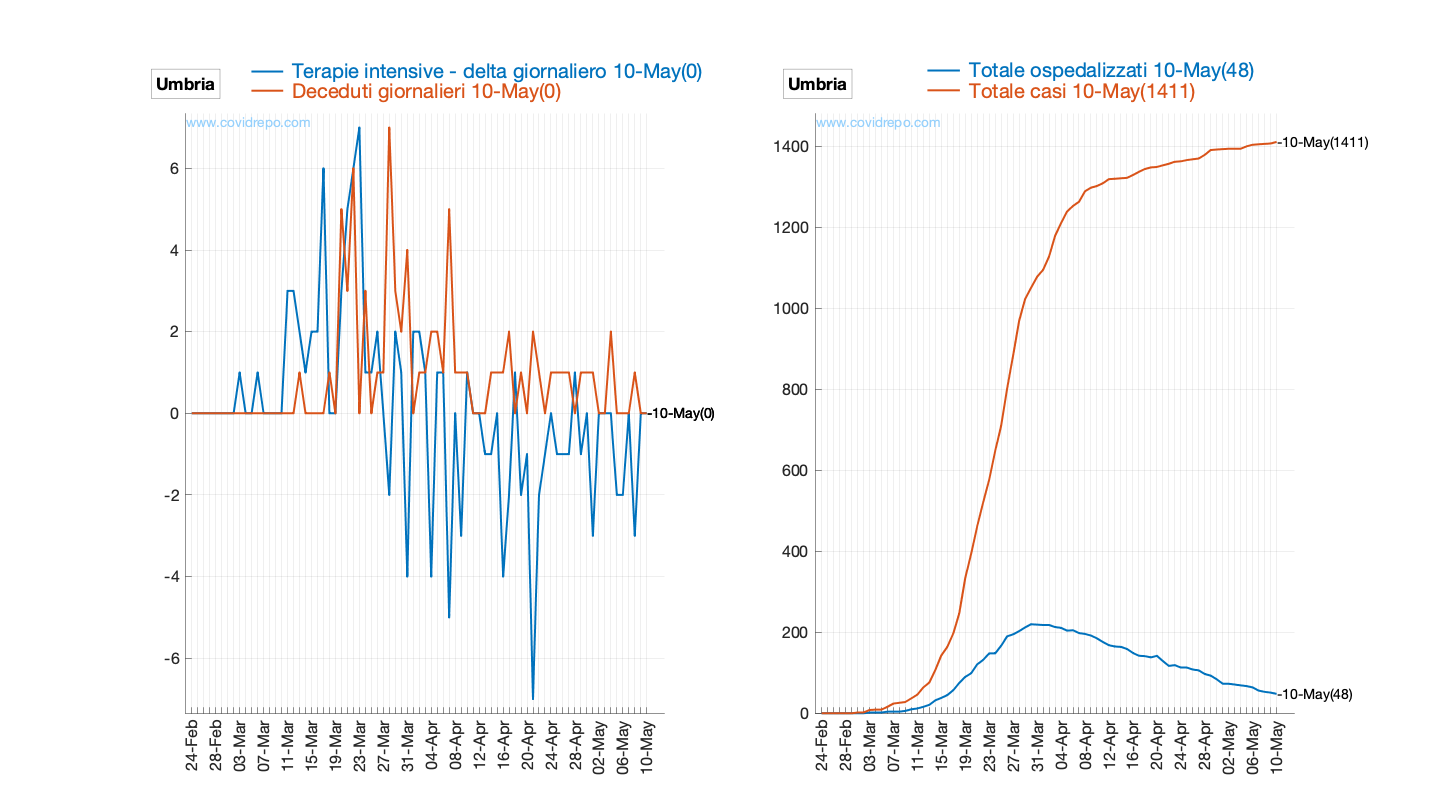 Umbria
Terapie intensive - delta giornaliero 10-May(0)
Deceduti giornalieri 10-May(0)
www.covidrepo.com
6
4
2
0
-2
-4
-6
-10-May(0)
24-Feb
28-Feb
03-Mar
07-Mar
11-Mar
15-Mar
19-Mar
23-Mar
27-Mar
31-Mar
04-Apr
08-Apr
12-Apr
16-Apr
20-Apr
24-Apr
28-Apr
02-May
06-May
10-May
Umbria
Totale ospedalizzati 10-May(48)
Totale casi 10-May(1411)
www.covidrepo.com
1400
1200
1000
800
600
400
200
0
-10-May(1411)
-10-May(48)
24-Feb
28-Feb
03-Mar
07-Mar
11-Mar
15-Mar
19-Mar
23-Mar
27-Mar
31-Mar
04-Apr
08-Apr
12-Apr
16-Apr
20-Apr
24-Apr
28-Apr
02-May
06-May
10-May